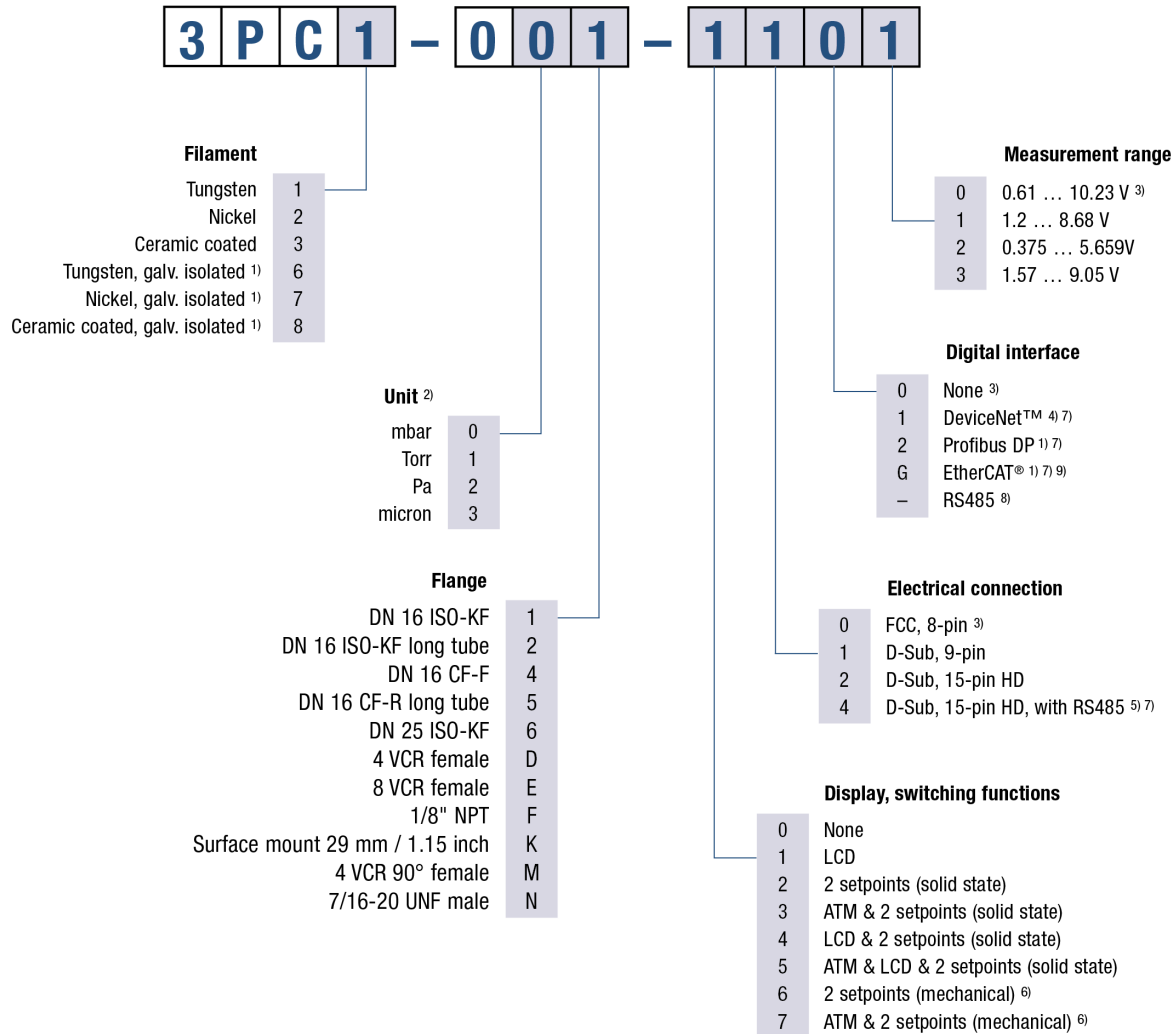 3PC1 – 001 – 1101
Filament
Tungsten 1
Nickel 2
Ceramic coated 3
Tungsten, galv. isolated 1) 6
Nickel, galv. isolated 1) 7
Ceramic coated, galv. isolated 1) 8
Unit 2)
mbar 0
Torr 1
Pa 2
micron 3
Flange
DN 16 ISO-KF 1
DN 16 ISO-KF long tube 2
DN 16 CF-F 4
DN 16 CF-R long tube 5
DN 25 ISO-KF 6
4 VCR female D
8 VCR female E
1/8" NPT F
Surface mount 29 mm / 1.15 inch K
4 VCR 90° female M
7/16-20 UNF male N
Measurement range
0 0.61 … 10.23 V 3)
1 1.2 … 8.68 V
2 0.375 … 5.659V
3 1.57 … 9.05 V
Digital interface
0 None 3)
1 DeviceNet™ 4) 7)
2 Profibus DP 1) 7)
G EtherCAT® 1) 7) 9)
– RS485 8)
Electrical connection
0 FCC, 8-pin 3)
1 D-Sub, 9-pin
2 D-Sub, 15-pin HD
4 D-Sub, 15-pin HD, with RS485 5) 7)
Display, switching functions
0 None
1 LCD
2 2 setpoints (solid state)
3 ATM & 2 setpoints (solid state)
4 LCD & 2 setpoints (solid state)
5 ATM & LCD & 2 setpoints (solid state)
6 2 setpoints (mechanical) 6)
7 ATM & 2 setpoints (mechanical) 6)